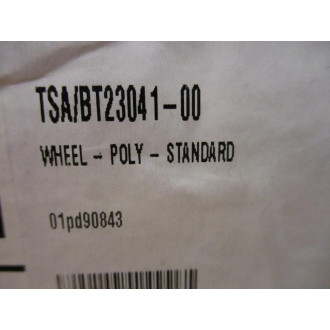 TSA/BT23041-00
WHEEL - POLY - STANDARD
01pd90843